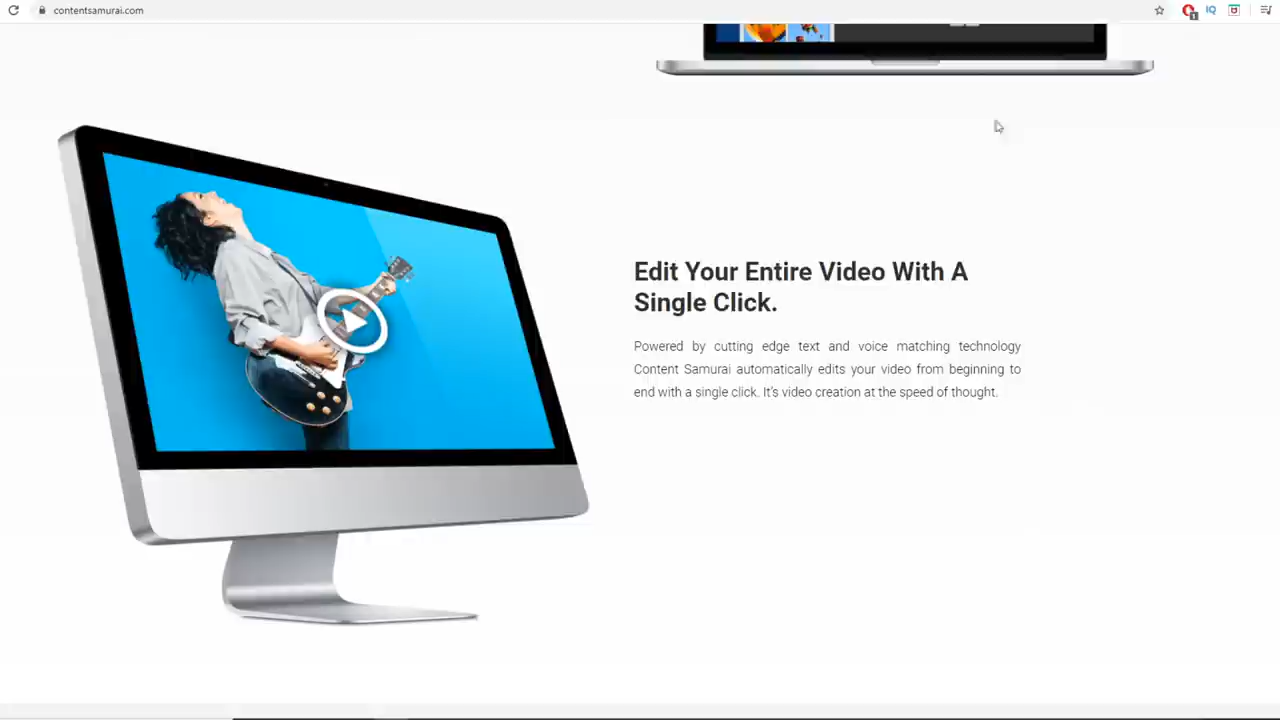 contentsamurai.com
1
IQ
Edit Your Entire Video With A
Single Click.
Powered by cutting edge text and voice matching technology
Content Samurai automatically edits your video from beginning to
end with a single click. It's video creation at the speed of thought.